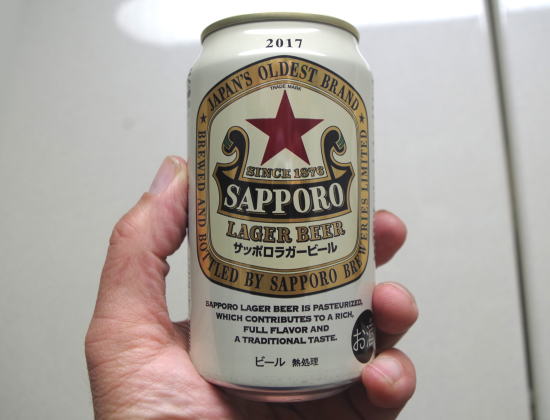 2017
JAPAN'S OLDEST BRAND
TRADE MARK
SINCE 1876
SAPPORO
LAGER BEER
サッポロラガービール
BREWED AND BOTTLED BY SAPPORO BREWERIES LIMITED
SAPPORO LAGER BEER IS PASTEURIZED,
WHICH CONTRIBUTES TO A RICH,
FULL FLAVOR AND
A TRADITIONAL TASTE.
お酒
ビール 熱処理